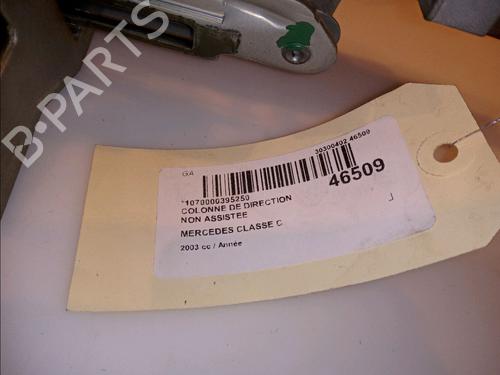 B-PARTS
GA
30300402 46509
46509
*1070000395250
COLONNE DE DIRECTION
NON ASSISTEE
J
MERCEDES CLASSE C
2003 cc / Année